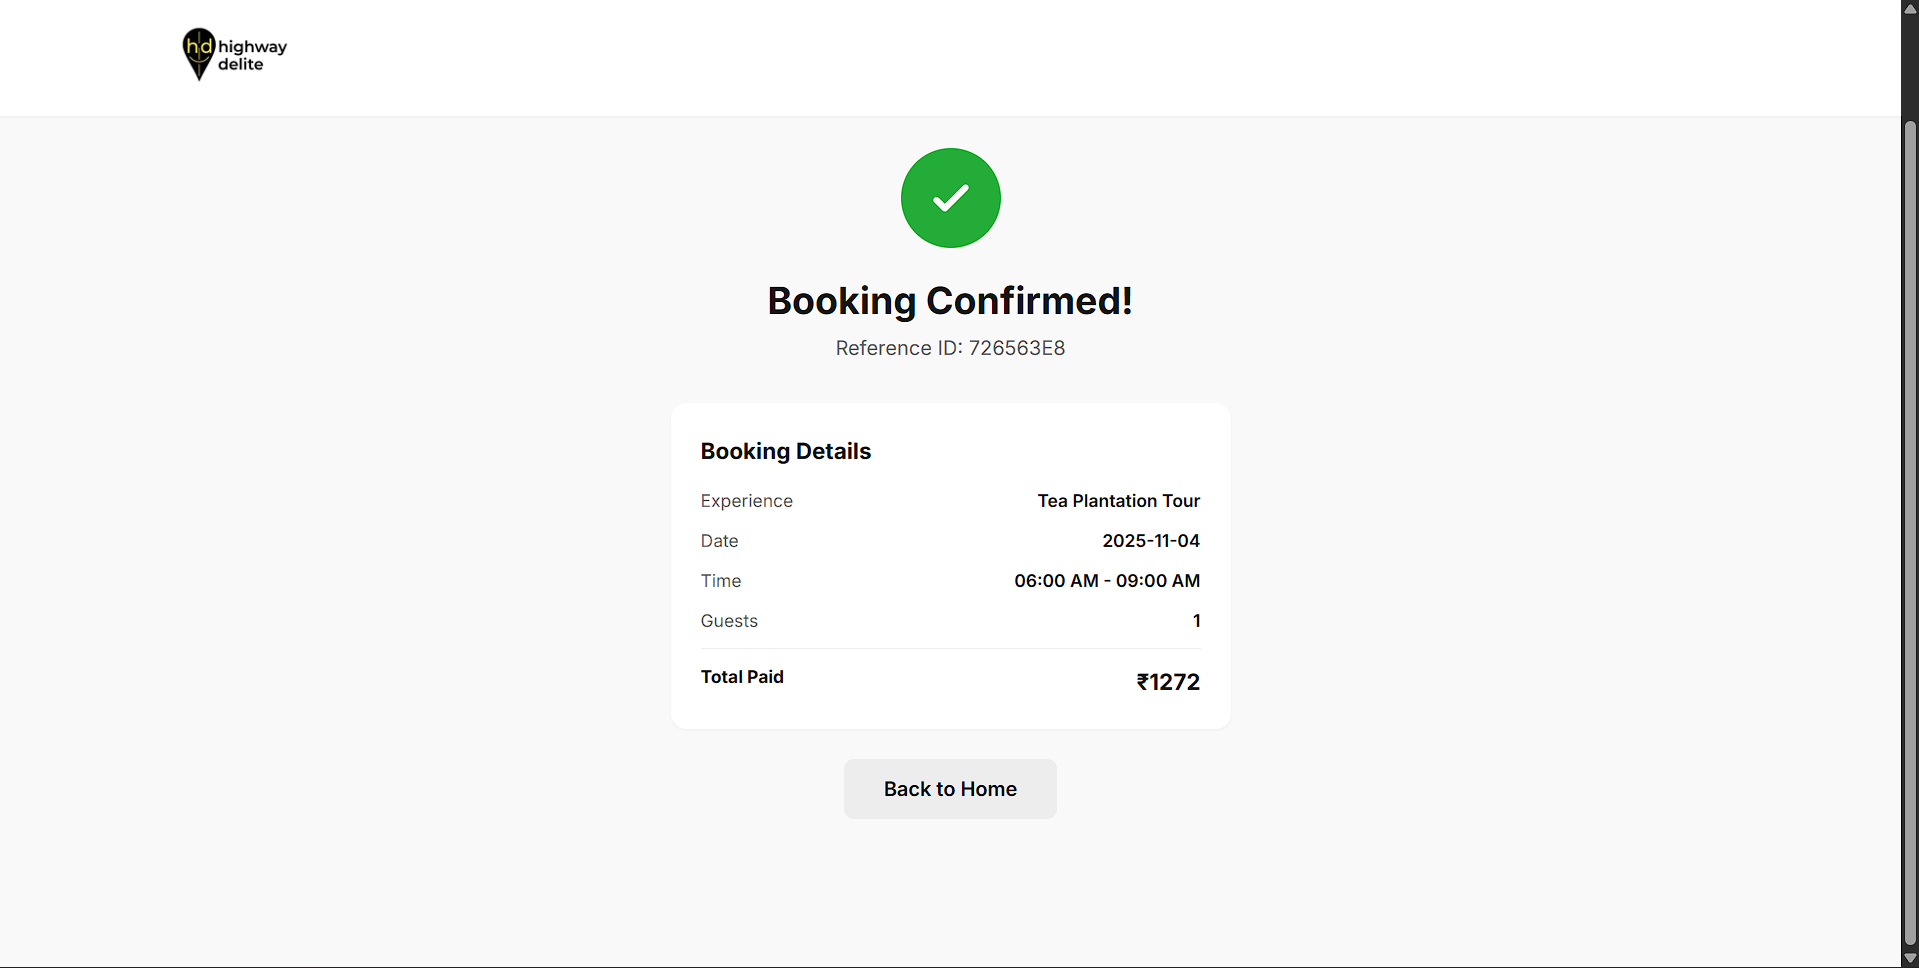 hd highway
delite
Booking Confirmed!
Reference ID: 726563E8
Booking Details
Experience Tea Plantation Tour
Date 2025-11-04
Time 06:00 AM - 09:00 AM
Guests 1
Total Paid ₹1272
Back to Home